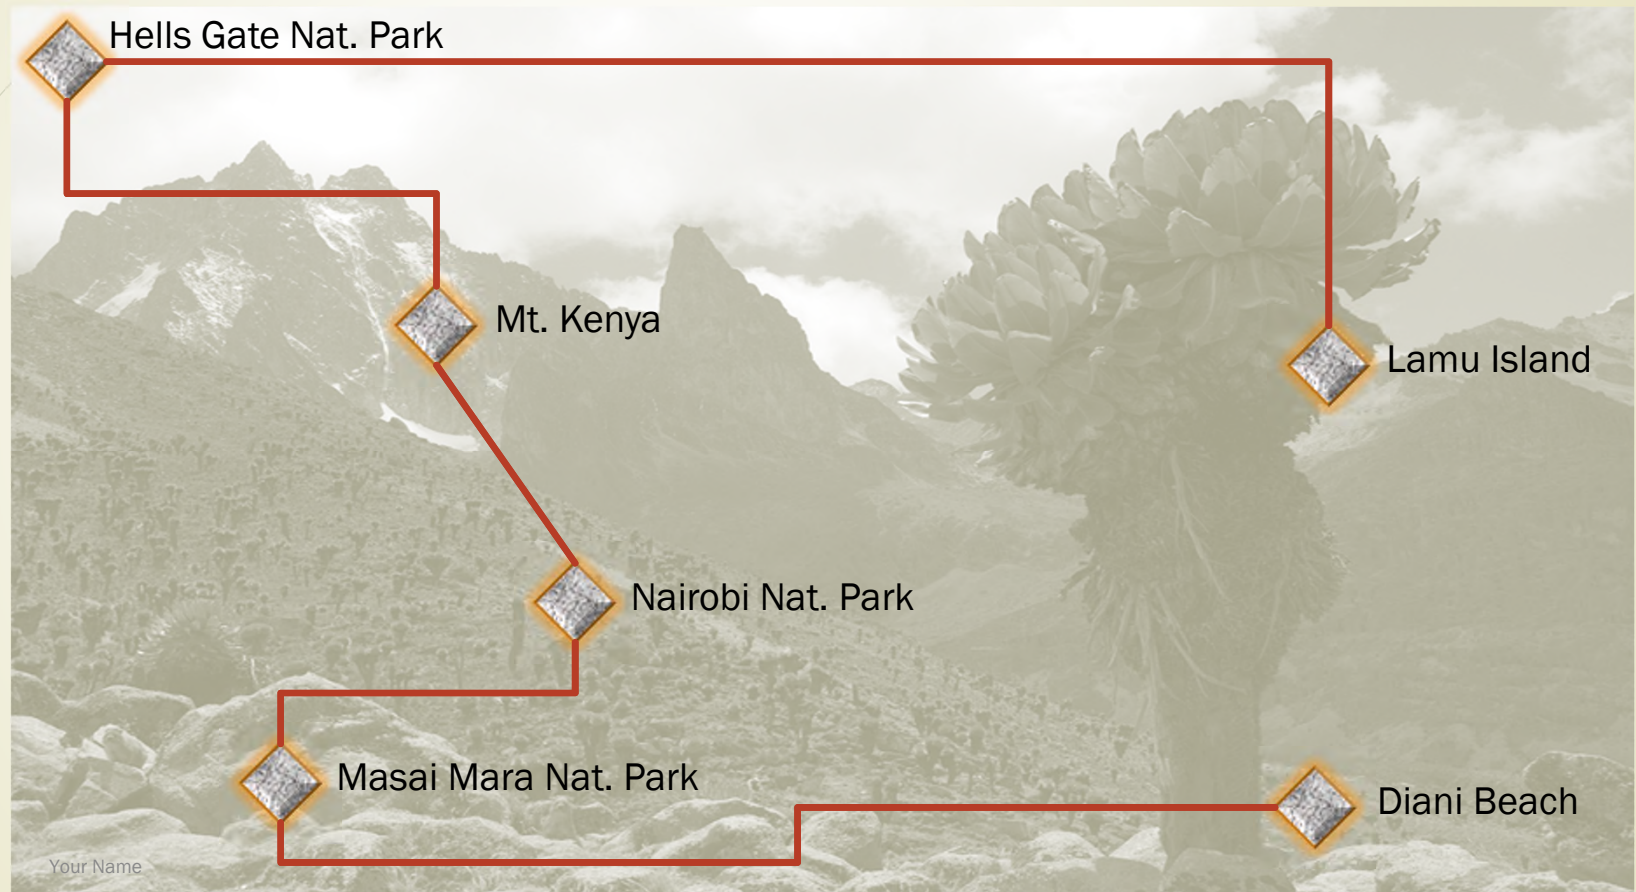 Hells Gate Nat. Park
Mt. Kenya
Lamu Island
Nairobi Nat. Park
Masai Mara Nat. Park
Diani Beach
Your Name